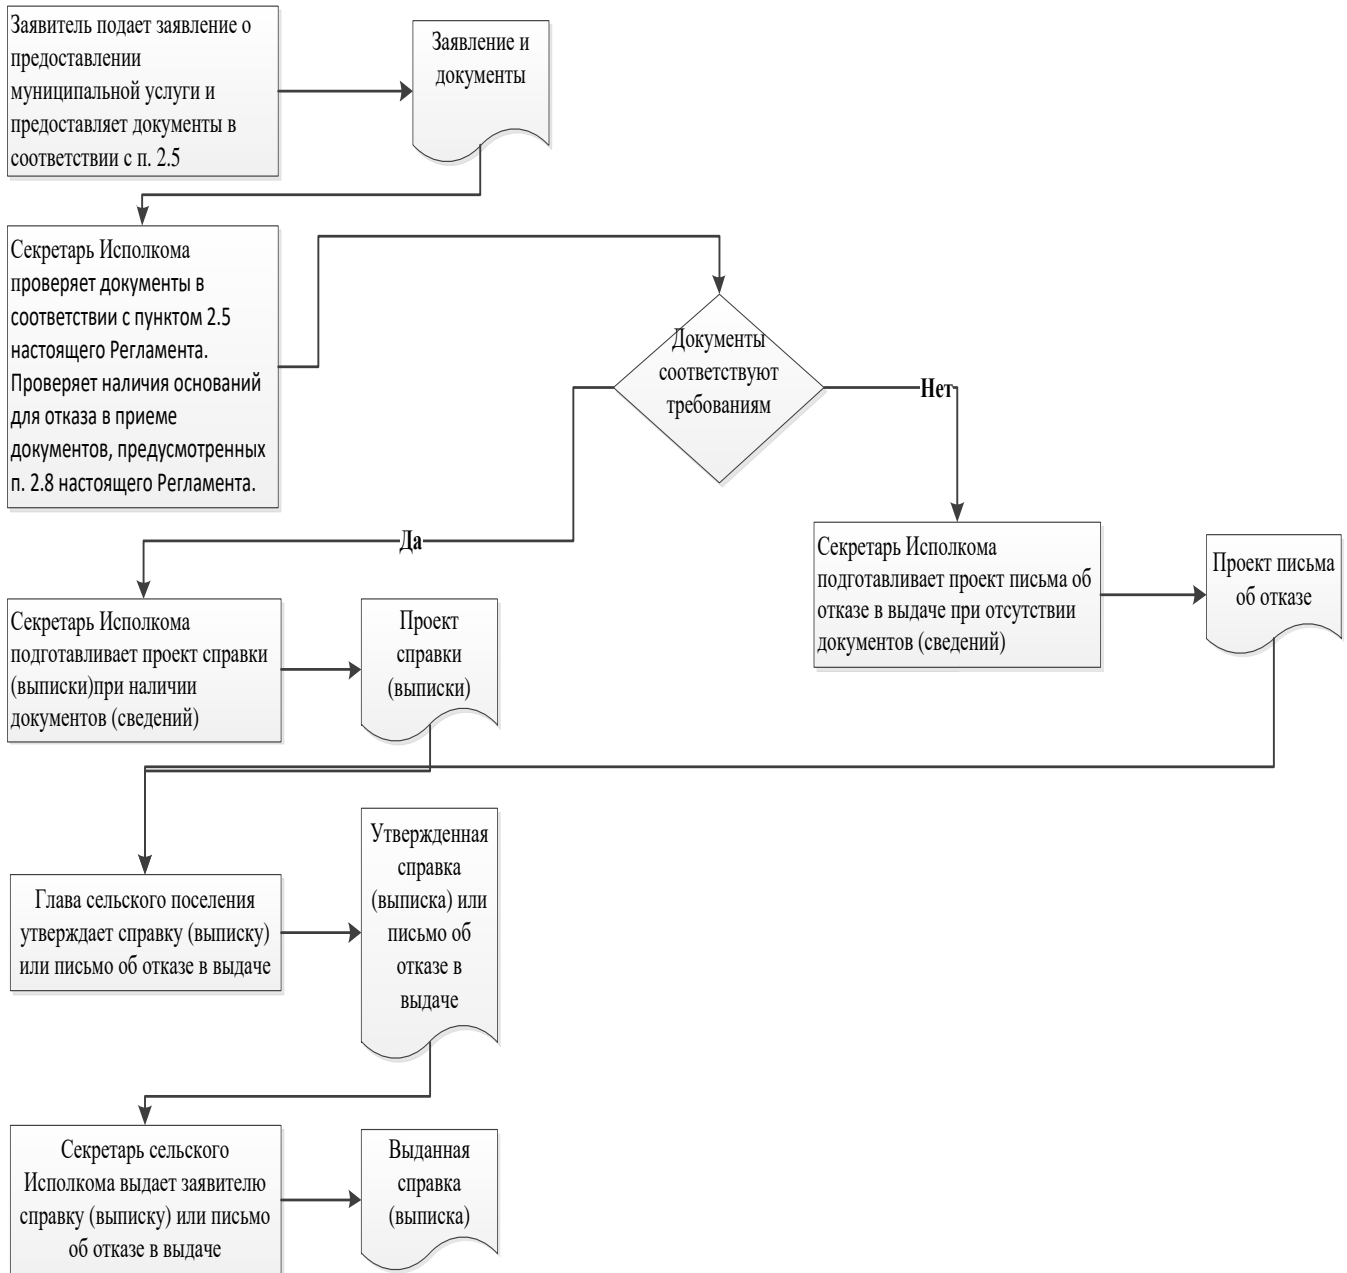 Заявитель подает заявление о
предоставлении
муниципальной услуги и
предоставляет документы в
соответствии с п. 2.5
Заявление и
документы
Секретарь Исполкома
проверяет документы в
соответствии с пунктом 2.5
настоящего Регламента.
Проверяет наличия оснований
для отказа в приеме
документов, предусмотренных
п. 2.8 настоящего Регламента.
Документы
соответствуют
требованиям
Нет
Да
Секретарь Исполкома
подготавливает проект письма об
отказе в выдаче при отсутствии
документов (сведений)
Проект письма
об отказе
Секретарь Исполкома
подготавливает проект справки
(выписки)при наличии
документов (сведений)
Проект
справки
(выписки)
Глава сельского поселения
утверждает справку (выписку)
или письмо об отказе в выдаче
Утвержденная
справка
(выписка) или
письмо об
отказе в
выдаче
Секретарь сельского
Исполкома выдает заявителю
справку (выписку) или письмо
об отказе в выдаче
Выданная
справка
(выписка)